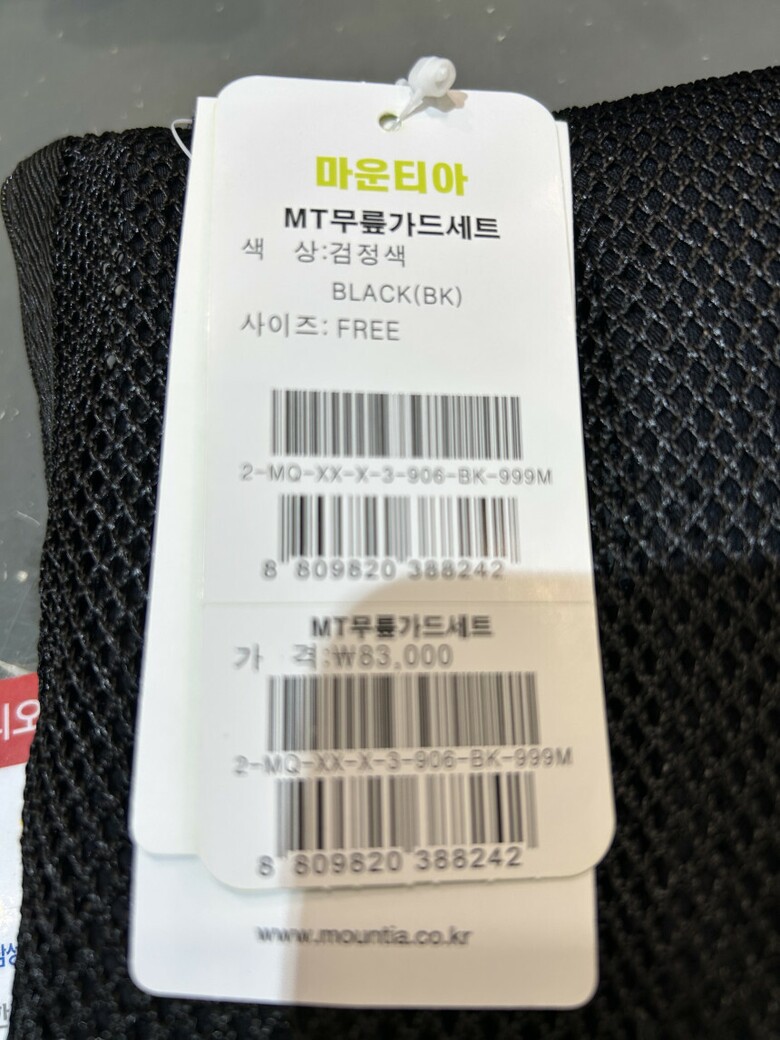 마운티아
MT무릎가드세트
색 상:검정색
BLACK(BK)
사이즈: FREE
2-MQ-XX-X-3-906-BK-999M
8 809820 388242
MT무릎가드세트
가 격:₩83,000
2-MQ-XX-X-3-906-BK-999M
8 809820 388242
www.mountia.co.kr